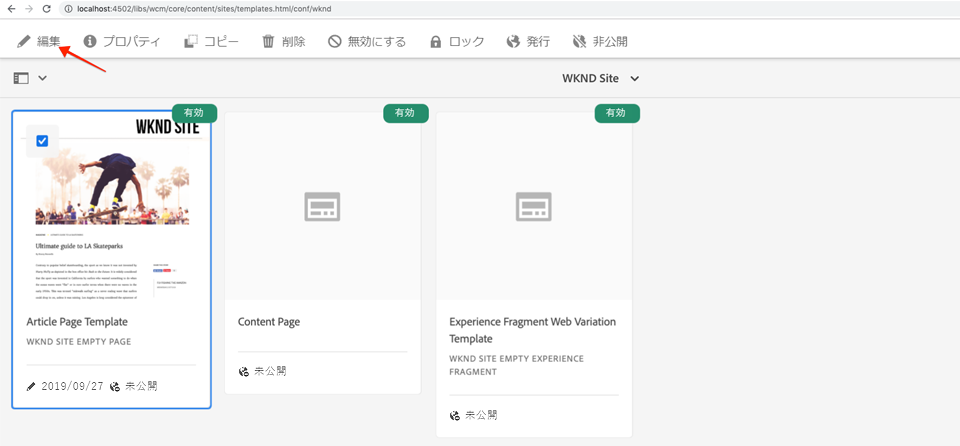 localhost:4502/libs/wcm/core/content/sites/templates.html/conf/wknd
編集 プロパティ コピー 削除 無効にする ロック 発行 非公開
WKND Site
有効 有効 有効
WKND SITE
Ultimate guide to LA Skateparks
Article Page Template
WKND SITE EMPTY PAGE
2019/09/27 未公開
Content Page
未公開
Experience Fragment Web Variation
Template
WKND SITE EMPTY EXPERIENCE
FRAGMENT
未公開